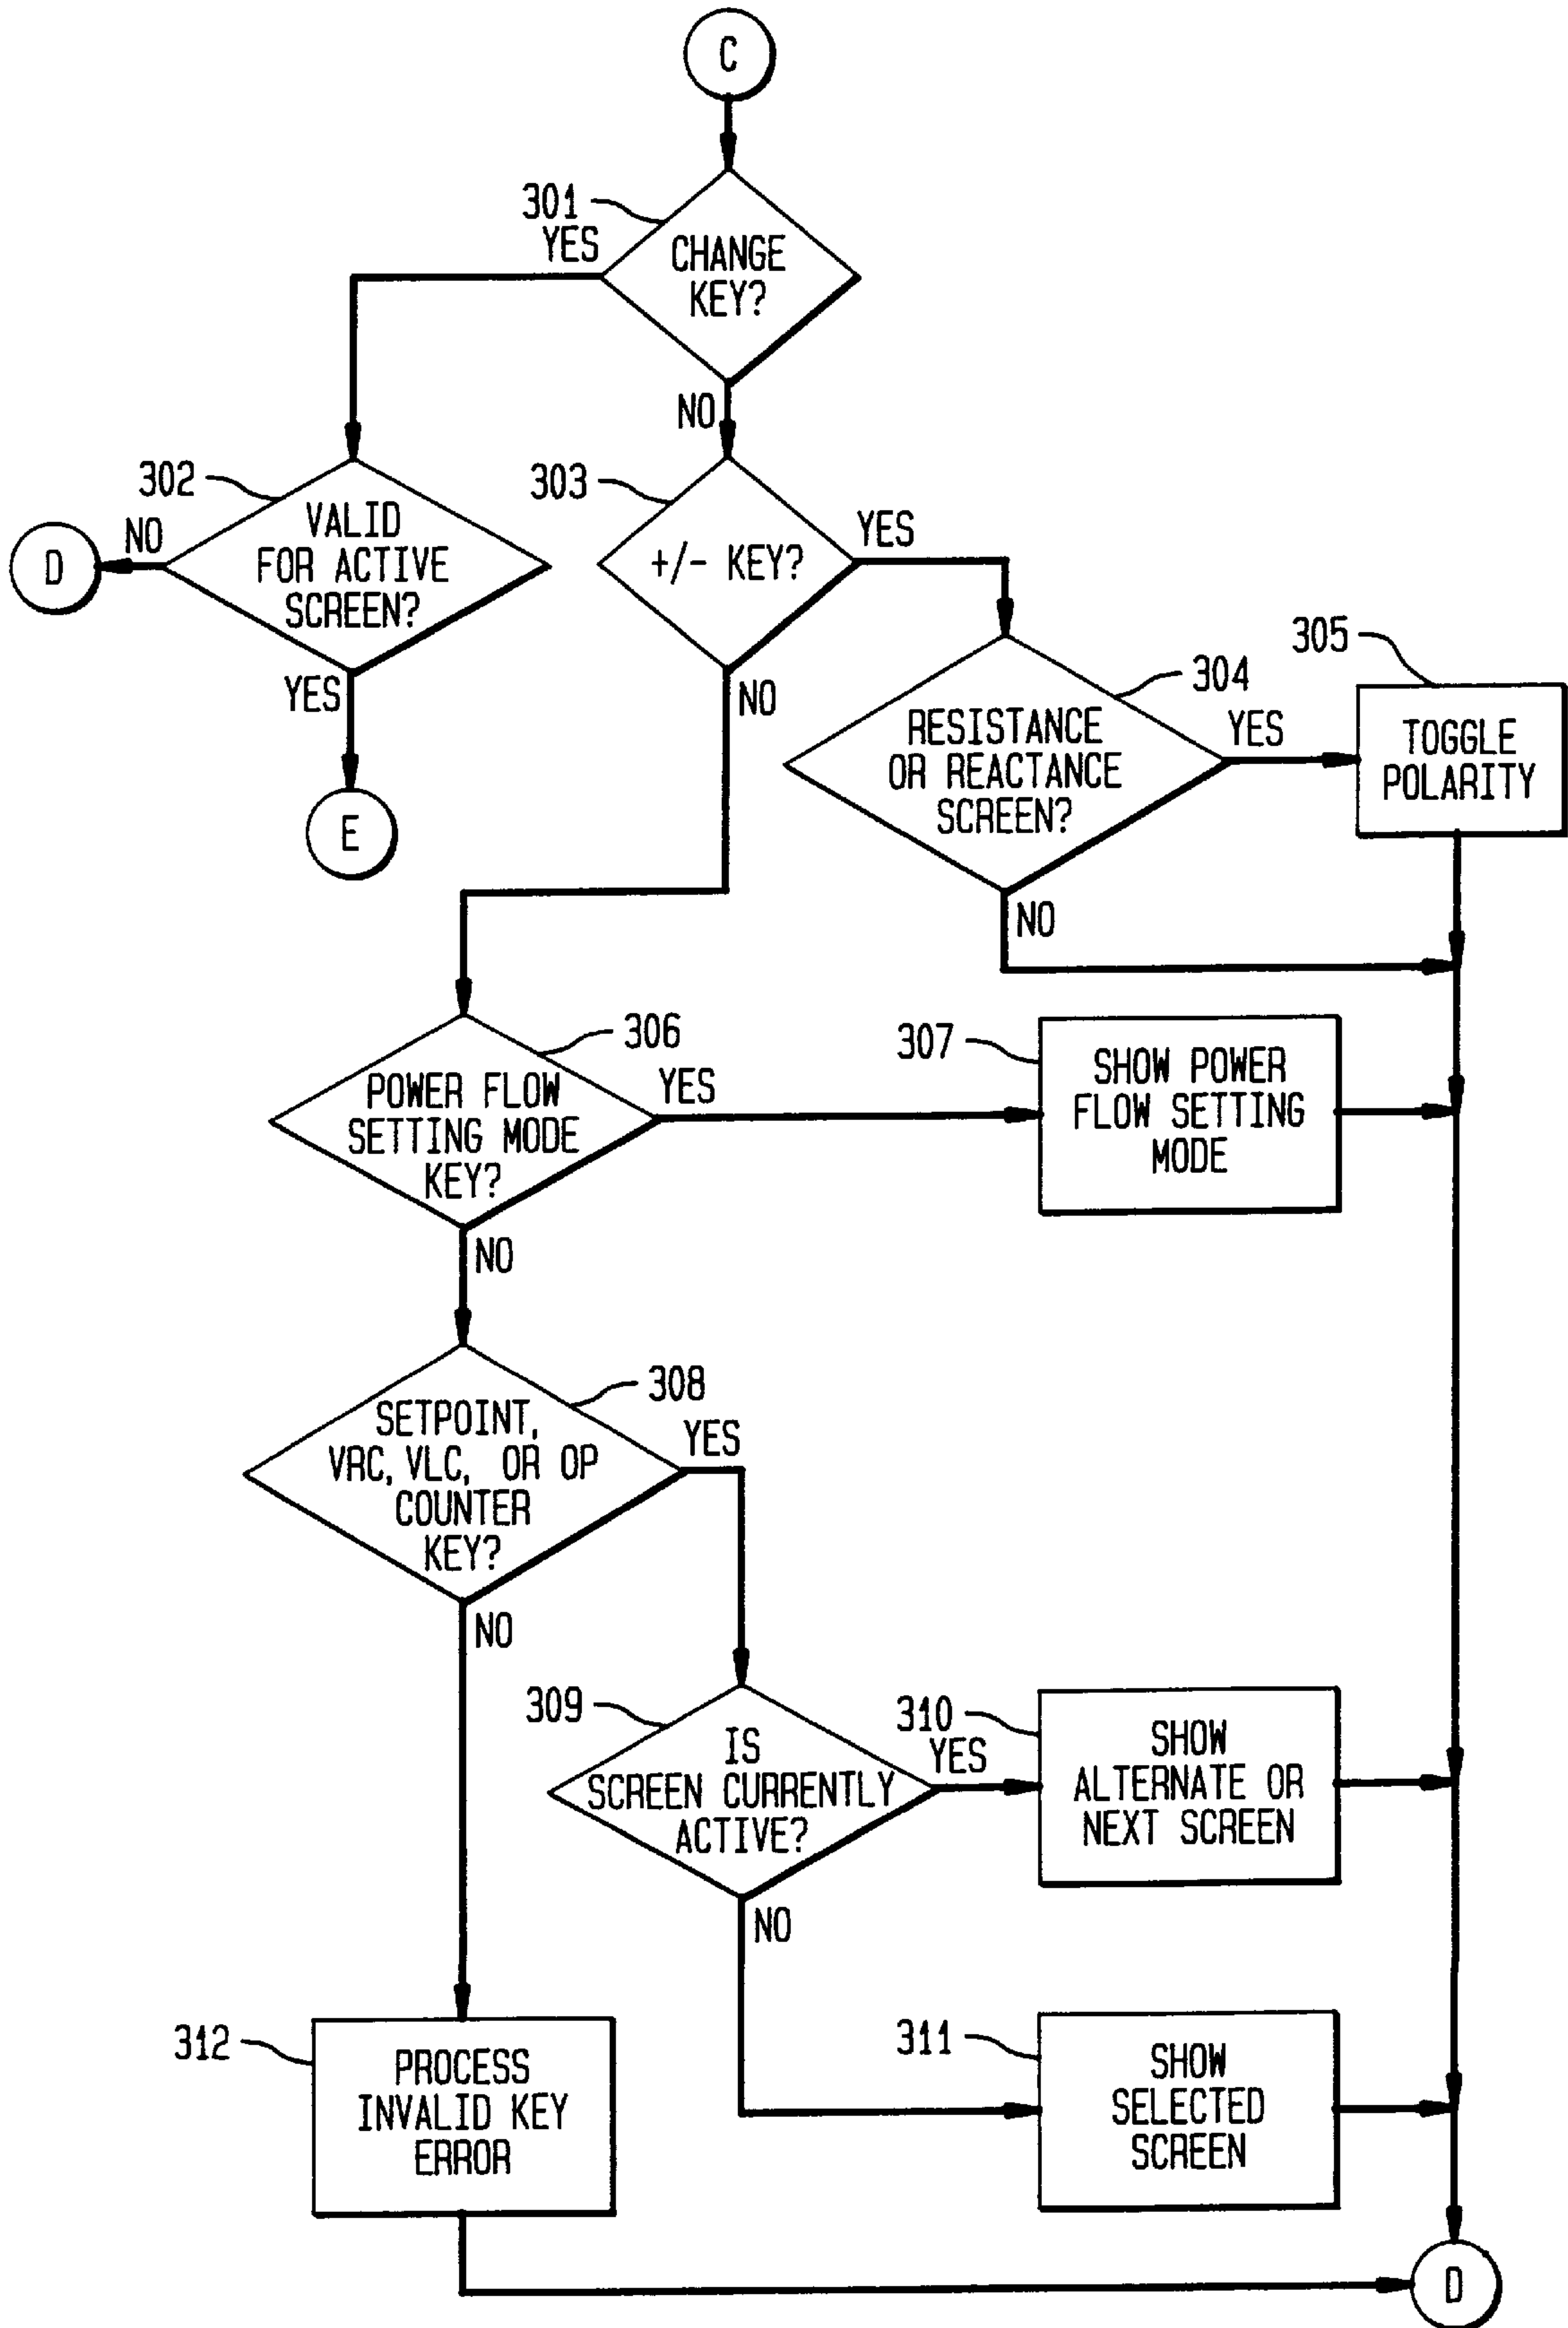 C
301
YES
CHANGE
KEY?
NO
302
NO
D
VALID
FOR ACTIVE
SCREEN?
YES
E
303
+/- KEY?
YES
NO
304
RESISTANCE
OR REACTANCE
SCREEN?
YES
NO
305
TOGGLE
POLARITY
306
POWER FLOW
SETTING MODE
KEY?
YES
NO
307
SHOW POWER
FLOW SETTING
MODE
308
SETPOINT,
VRC, VLC, OR OP
COUNTER
KEY?
YES
NO
309
IS
SCREEN CURRENTLY
ACTIVE?
YES
NO
310
SHOW
ALTERNATE OR
NEXT SCREEN
311
SHOW
SELECTED
SCREEN
312
PROCESS
INVALID KEY
ERROR
D